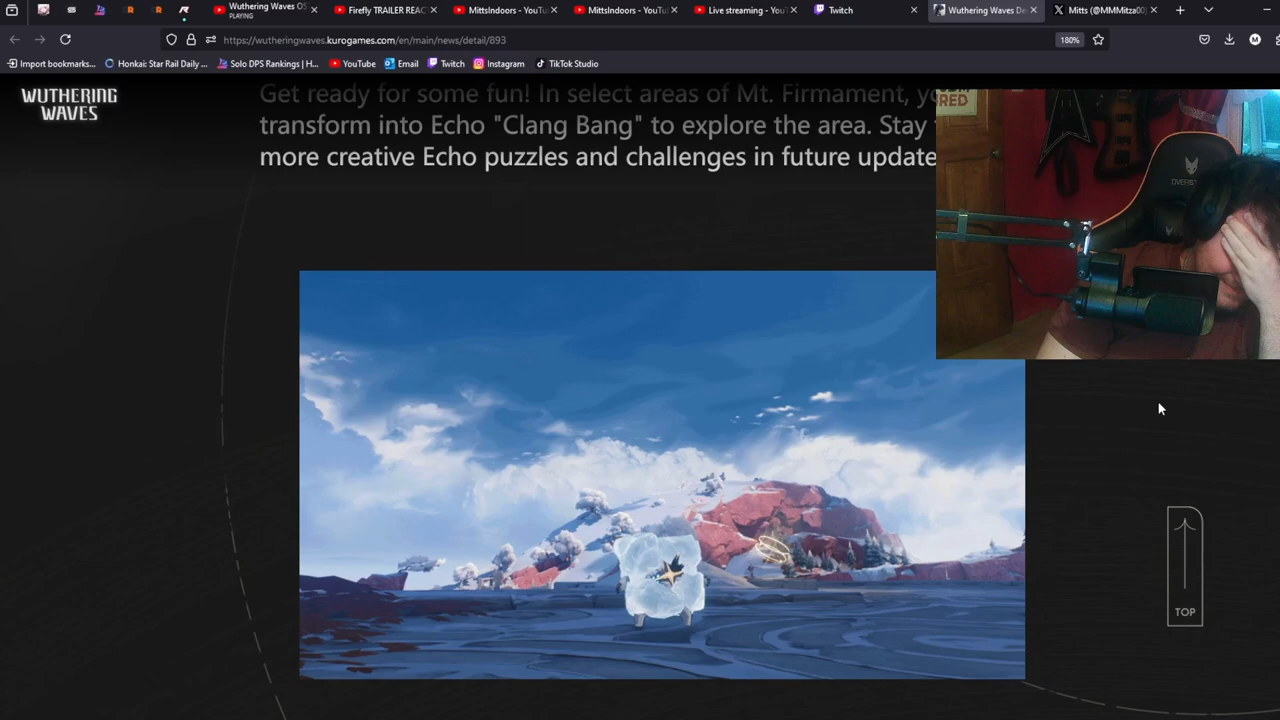 Wuthering Waves OS
PLAYING
Firefly TRAILER REAC
MittsIndoors - YouTu
MittsIndoors - YouTu
Live streaming - YouT
Twitch
Wuthering Waves De
Mitts (@MMMitza00)
https://wutheringwaves.kurogames.com/en/main/news/detail/893
180%
M
Import bookmarks...
Honkai: Star Rail Daily ...
Solo DPS Rankings | H...
YouTube
Email
Twitch
Instagram
TikTok Studio
WUTHERING
WAVES
Get ready for some fun! In select areas of Mt. Firmament, yo
transform into Echo "Clang Bang" to explore the area. Stay
more creative Echo puzzles and challenges in future update
RED
TOP